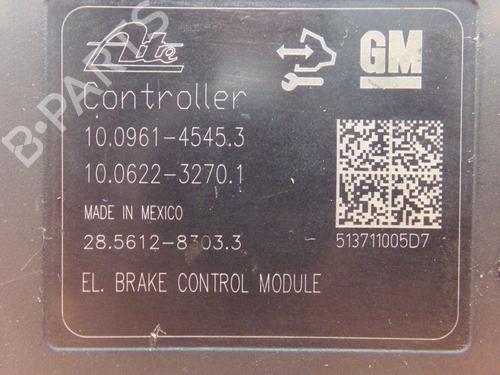 Ate
GM
Controller
10.0961-4545.3
10.0622-3270.1
MADE IN MEXICO
28.5612-8303.3
513711005D7
EL. BRAKE CONTROL MODULE
B-PARTS